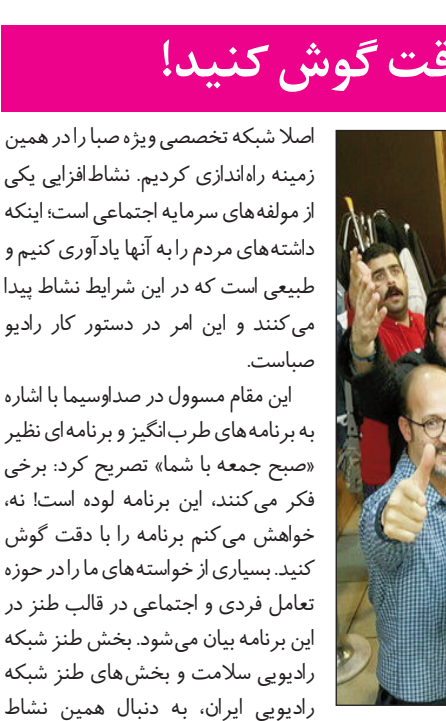 قت گوش کنید!
اصلا شبکه تخصصی ویژه صبا را در همین
زمینه راه‌اندازی کردیم. نشاط‌افزایی یکی
از مولفه‌های سرمایه اجتماعی است؛ اینکه
داشته‌های مردم را به آنها یادآوری کنیم و
طبیعی است که در این شرایط نشاط پیدا
می‌کنند و این امر در دستور کار رادیو
صباست.
این مقام مسوول در صداوسیما با اشاره
به برنامه‌های طرب‌انگیز و برنامه‌ای نظیر
«صبح جمعه با شما» تصریح کرد: برخی
فکر می‌کنند، این برنامه لوده است! نه،
خواهش می‌کنم برنامه را با دقت گوش
کنید. بسیاری از خواسته‌های ما را در حوزه
تعامل فردی و اجتماعی در قالب طنز در
این برنامه بیان می‌شود. بخش طنز شبکه
رادیویی سلامت و بخش‌های طنز شبکه
رادیویی ایران، به دنبال همین نشاط